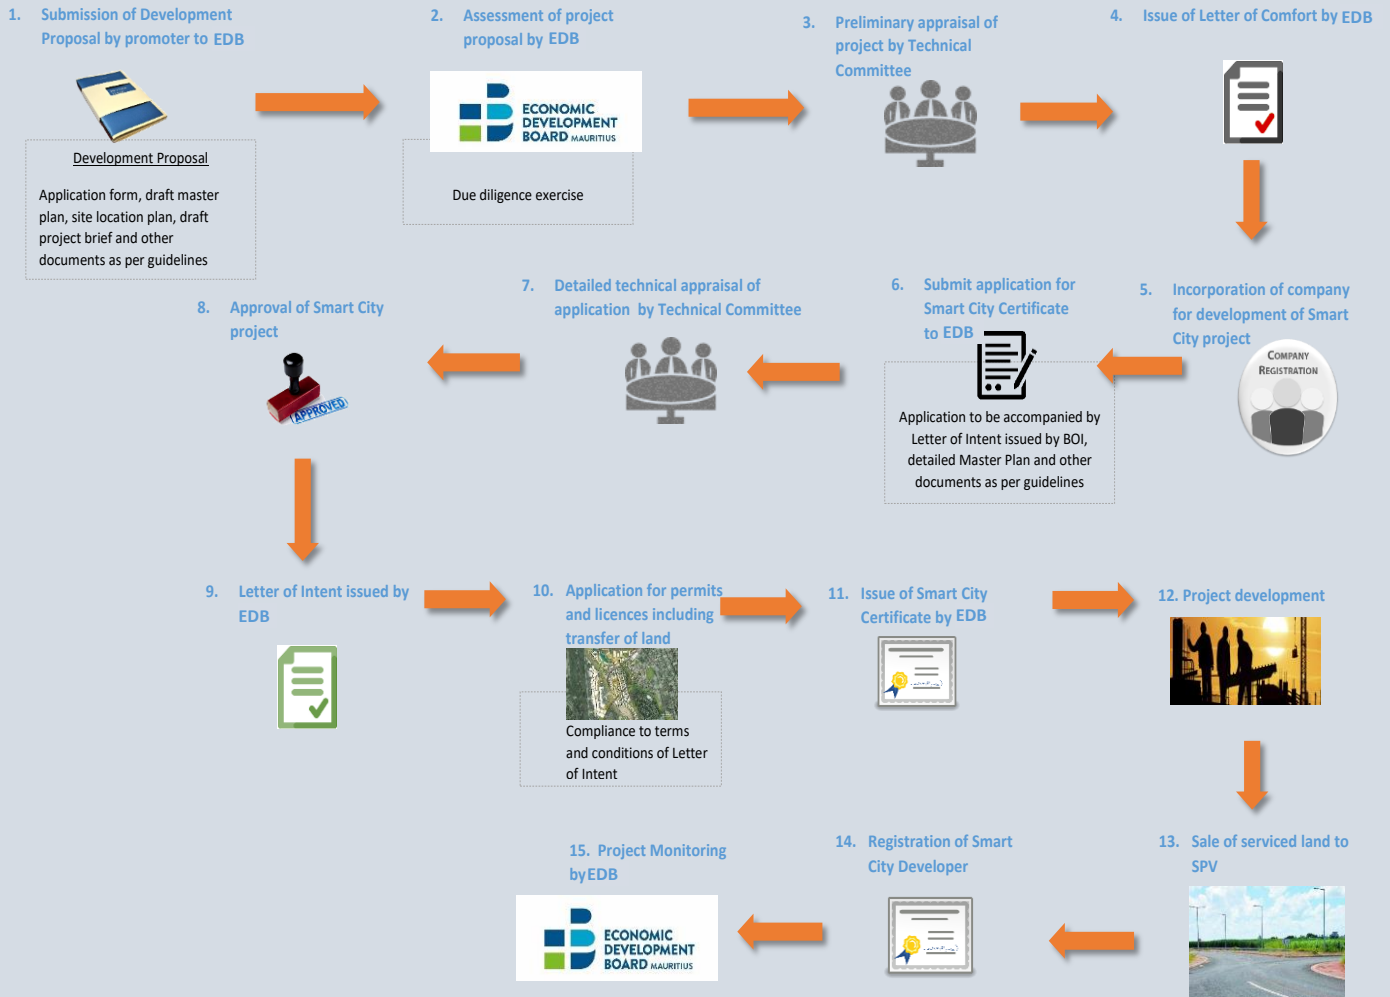 1. Submission of Development
Proposal by promoter to EDB
Development Proposal
Application form, draft master
plan, site location plan, draft
project brief and other
documents as per guidelines
2. Assessment of project
proposal by EDB
ECONOMIC
DEVELOPMENT
BOARD MAURITIUS
Due diligence exercise
3. Preliminary appraisal of
project by Technical
Committee
4. Issue of Letter of Comfort by EDB
5. Incorporation of company
for development of Smart
City project
COMPANY
REGISTRATION
6. Submit application for
Smart City Certificate
to EDB
Application to be accompanied by
Letter of Intent issued by BOI,
detailed Master Plan and other
documents as per guidelines
7. Detailed technical appraisal of
application by Technical Committee
8. Approval of Smart City
project
APPROVED
9. Letter of Intent issued by
EDB
10. Application for permits
and licences including
transfer of land
Compliance to terms
and conditions of Letter
of Intent
11. Issue of Smart City
Certificate by EDB
12. Project development
13. Sale of serviced land to
SPV
14. Registration of Smart
City Developer
15. Project Monitoring
by EDB
ECONOMIC
DEVELOPMENT
BOARD MAURITIUS